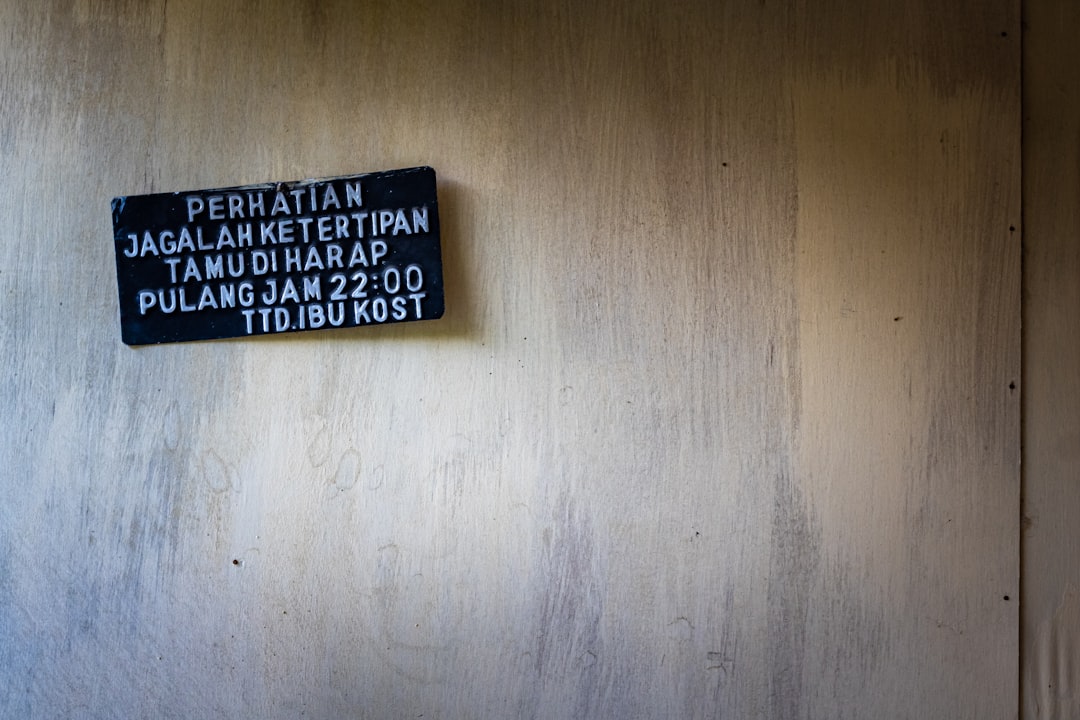 PERHATIAN
JAGALAH KETERTIPAN
TAMU DI HARAP
PULANG JAM 22:00
TTD.IBU KOST